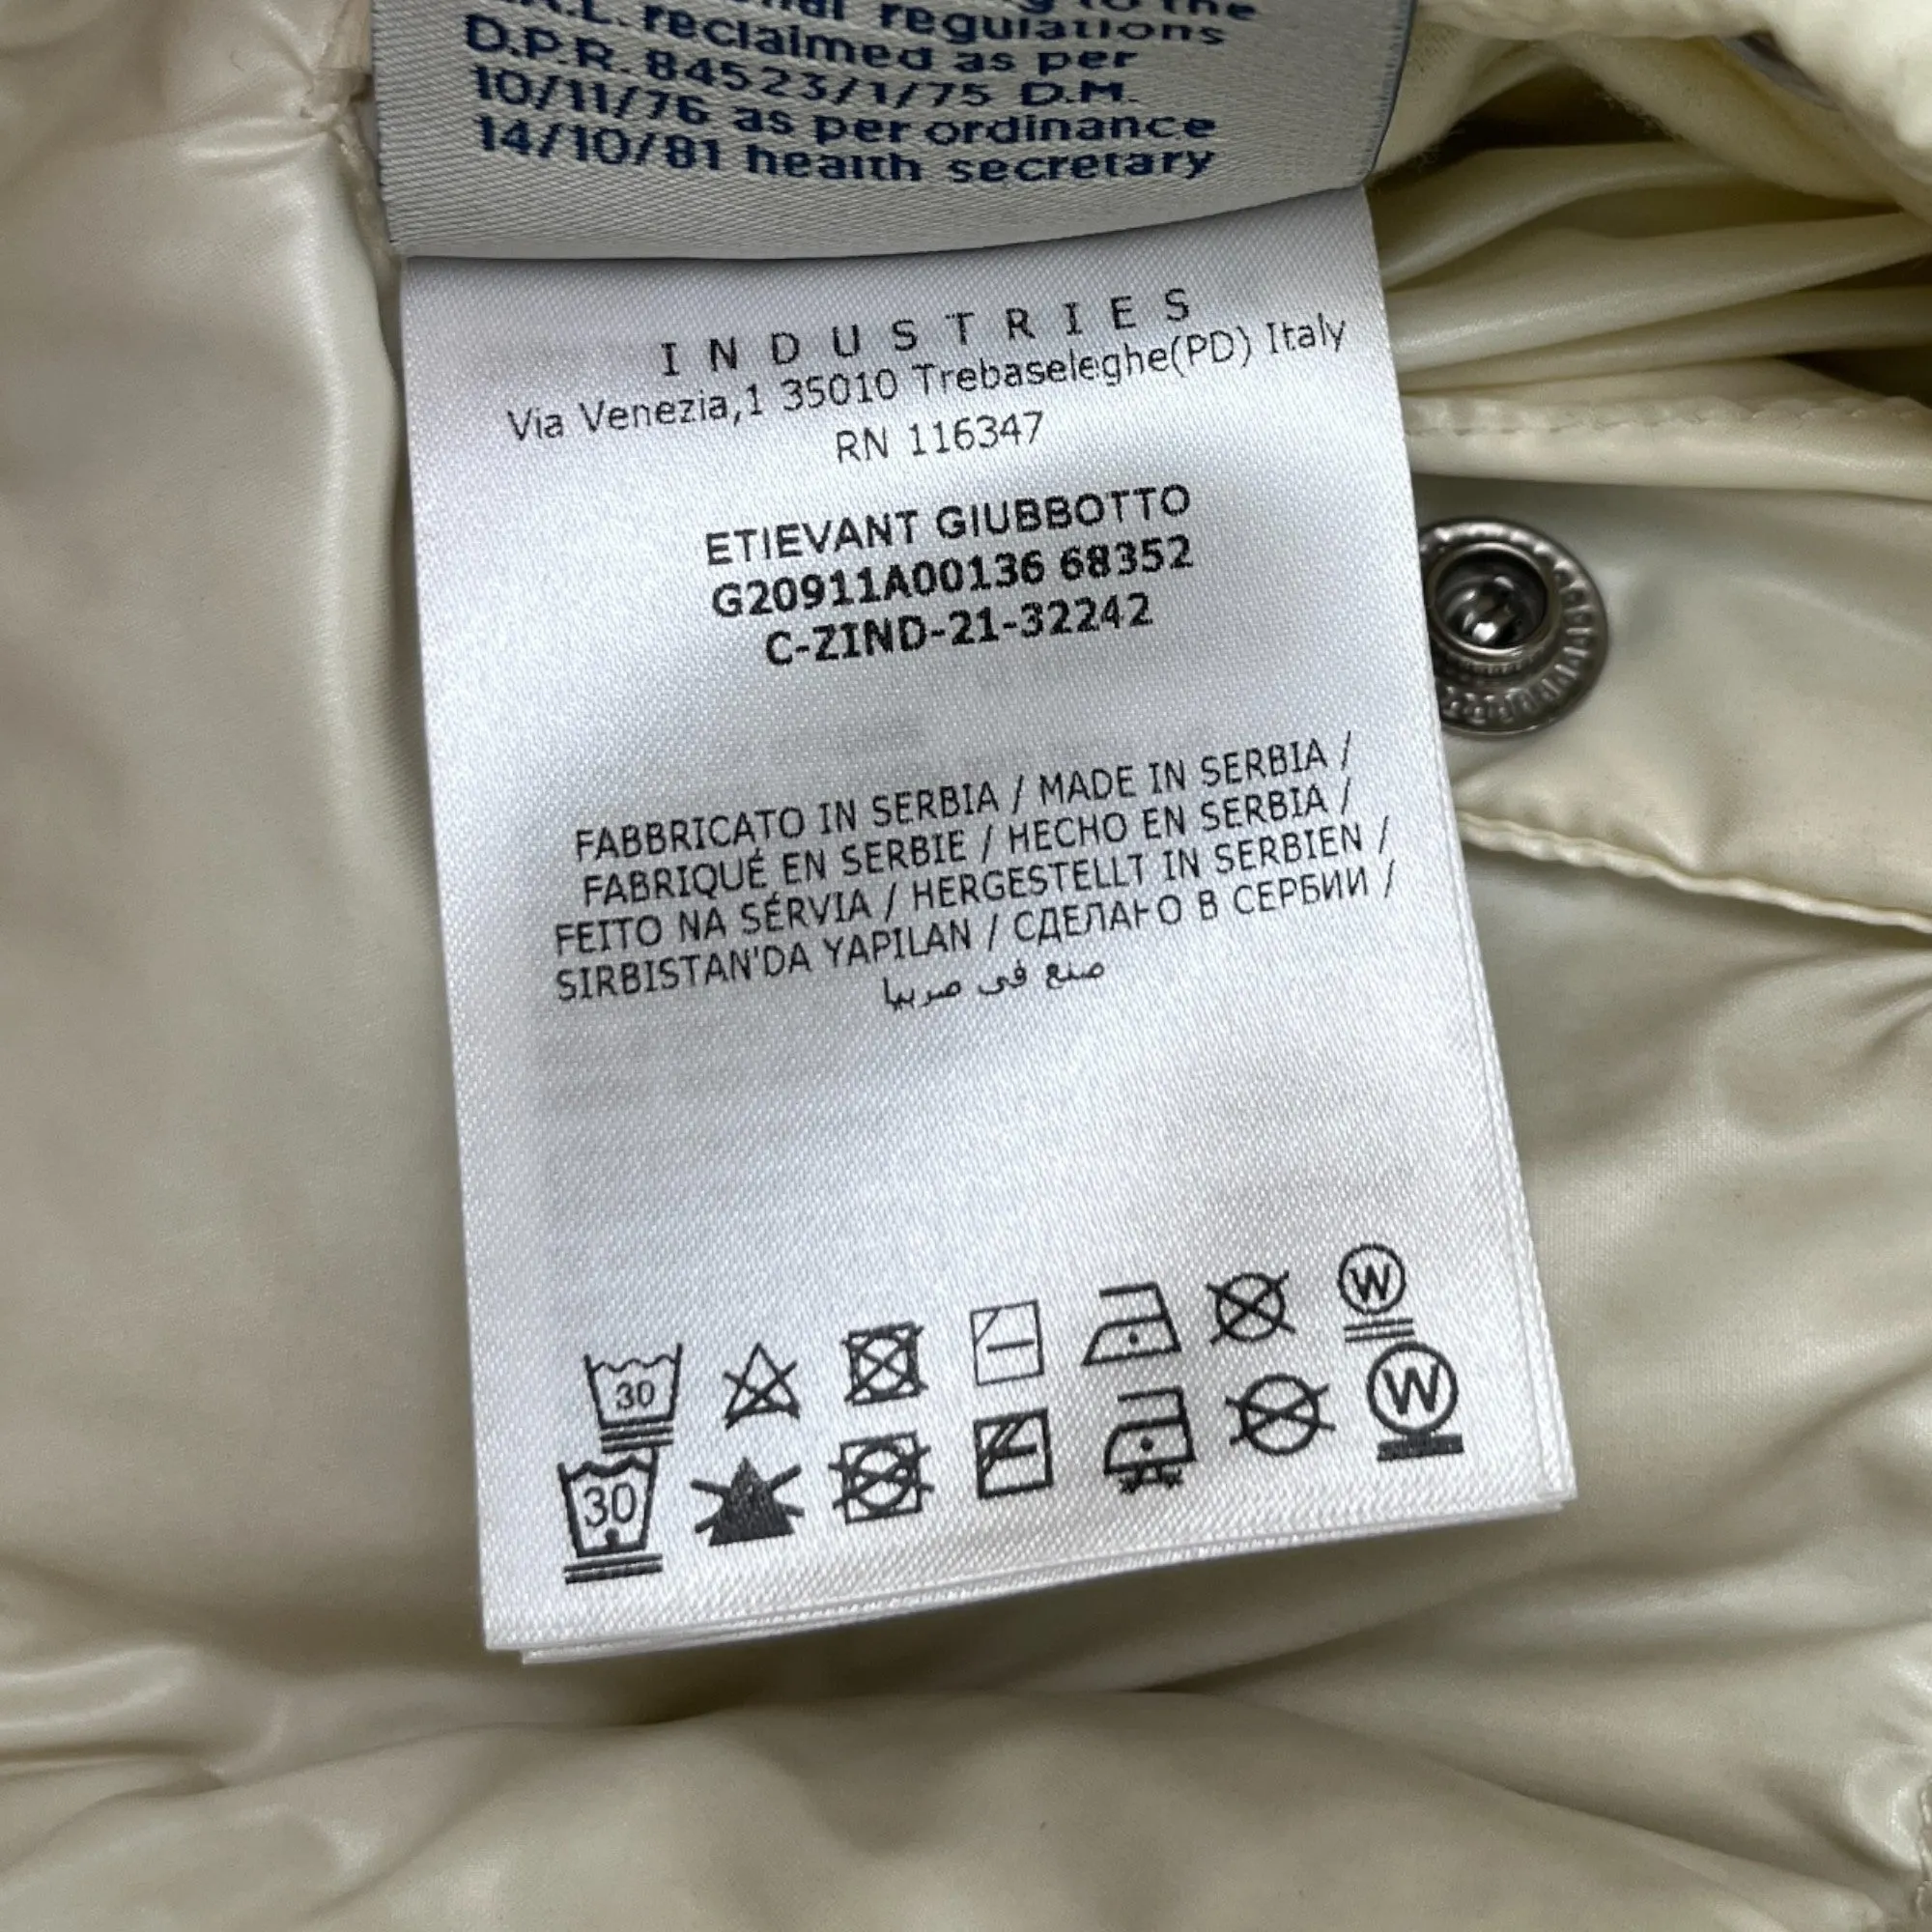 regulations
reclaimed as per
D.P.R. 84523/1/75 D.M.
10/11/76 as per ordinance
14/10/81 health secretary
INDUSTRIES
Via Venezia,1 35010 Trebaseleghe(PD) Italy
RN 116347
ETIEVANT GIUBBOTTO
G20911A00136 68352
C-ZIND-21-32242
FABBRICATO IN SERBIA / MADE IN SERBIA /
FABRIQUÉ EN SERBIE / HECHO EN SERBIA /
FEITO NA SÉRVIA / HERGESTELLT IN SERBIEN /
SIRBISTAN'DA YAPILAN / СДЕЛАНО В СЕРБИИ /
صنع في صربيا
30 W
30 W